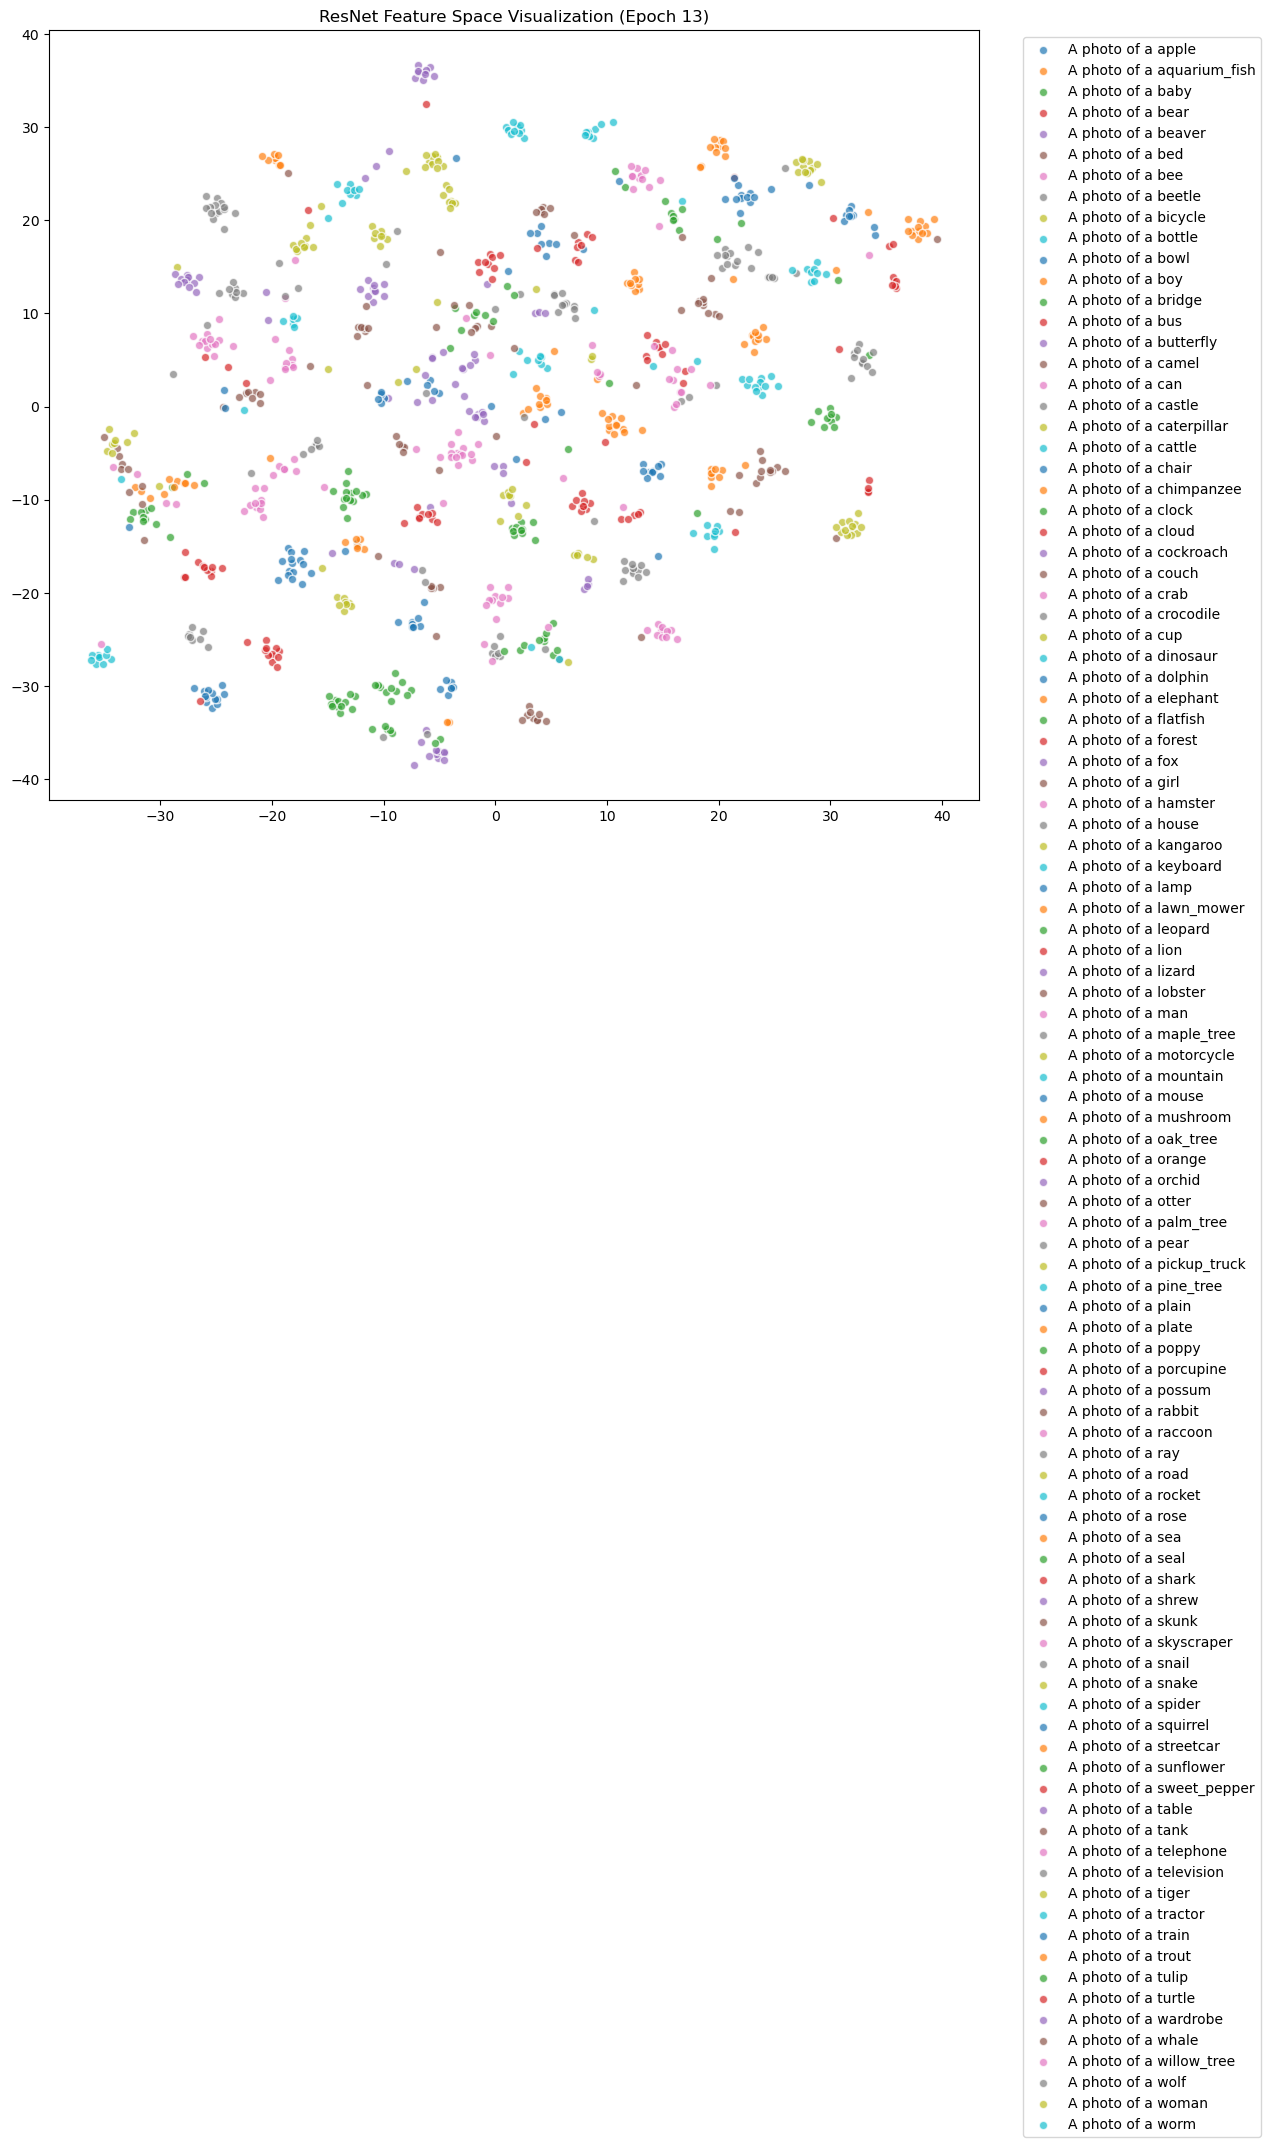 ResNet Feature Space Visualization (Epoch 13)
40
30
20
10
0
−10
−20
−30
−40
−30
−20
−10
0
10
20
30
40
A photo of a apple
A photo of a aquarium_fish
A photo of a baby
A photo of a bear
A photo of a beaver
A photo of a bed
A photo of a bee
A photo of a beetle
A photo of a bicycle
A photo of a bottle
A photo of a bowl
A photo of a boy
A photo of a bridge
A photo of a bus
A photo of a butterfly
A photo of a camel
A photo of a can
A photo of a castle
A photo of a caterpillar
A photo of a cattle
A photo of a chair
A photo of a chimpanzee
A photo of a clock
A photo of a cloud
A photo of a cockroach
A photo of a couch
A photo of a crab
A photo of a crocodile
A photo of a cup
A photo of a dinosaur
A photo of a dolphin
A photo of a elephant
A photo of a flatfish
A photo of a forest
A photo of a fox
A photo of a girl
A photo of a hamster
A photo of a house
A photo of a kangaroo
A photo of a keyboard
A photo of a lamp
A photo of a lawn_mower
A photo of a leopard
A photo of a lion
A photo of a lizard
A photo of a lobster
A photo of a man
A photo of a maple_tree
A photo of a motorcycle
A photo of a mountain
A photo of a mouse
A photo of a mushroom
A photo of a oak_tree
A photo of a orange
A photo of a orchid
A photo of a otter
A photo of a palm_tree
A photo of a pear
A photo of a pickup_truck
A photo of a pine_tree
A photo of a plain
A photo of a plate
A photo of a poppy
A photo of a porcupine
A photo of a possum
A photo of a rabbit
A photo of a raccoon
A photo of a ray
A photo of a road
A photo of a rocket
A photo of a rose
A photo of a sea
A photo of a seal
A photo of a shark
A photo of a shrew
A photo of a skunk
A photo of a skyscraper
A photo of a snail
A photo of a snake
A photo of a spider
A photo of a squirrel
A photo of a streetcar
A photo of a sunflower
A photo of a sweet_pepper
A photo of a table
A photo of a tank
A photo of a telephone
A photo of a television
A photo of a tiger
A photo of a tractor
A photo of a train
A photo of a trout
A photo of a tulip
A photo of a turtle
A photo of a wardrobe
A photo of a whale
A photo of a willow_tree
A photo of a wolf
A photo of a woman
A photo of a worm